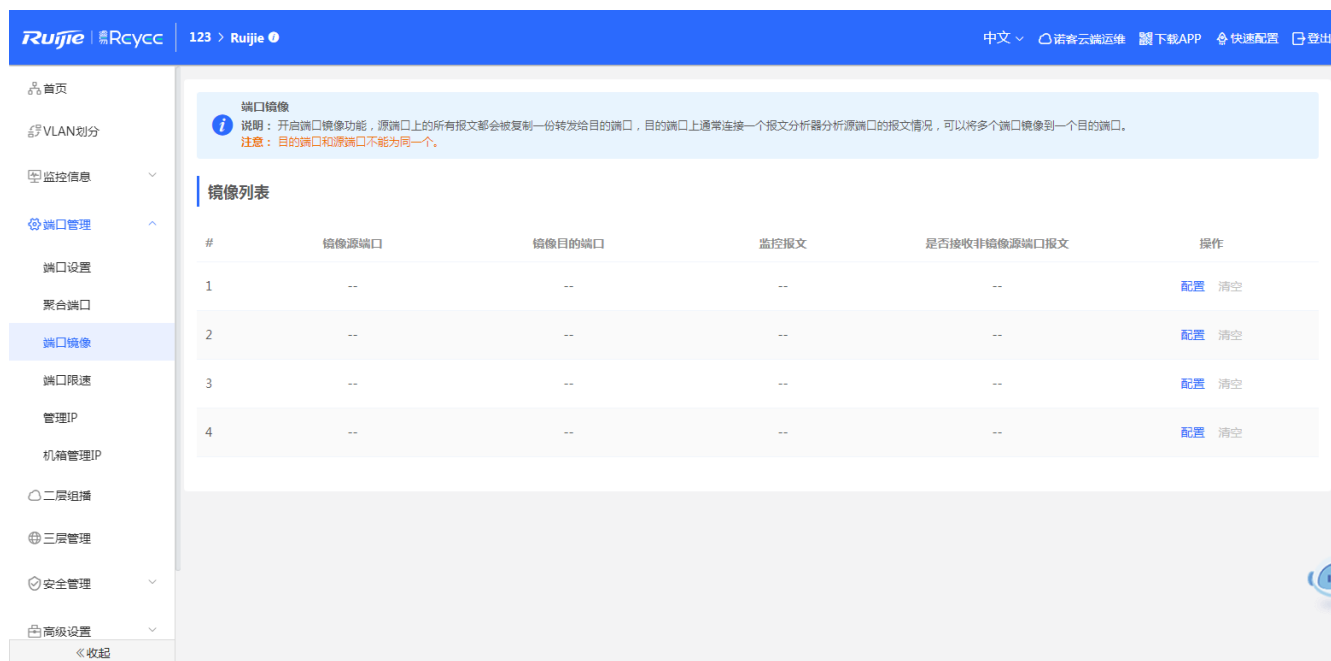 Ruijie | 睿易Rcycc 123 > Ruijie 中文 诺客云端运维 下载APP 快速配置 登出
首页
VLAN划分
监控信息
端口管理
端口设置
聚合端口
端口镜像
端口限速
管理IP
机箱管理IP
二层组播
三层管理
安全管理
高级设置
《收起
端口镜像
说明：开启端口镜像功能，源端口上的所有报文都会被复制一份转发给目的端口，目的端口上通常连接一个报文分析器分析源端口的报文情况，可以将多个端口镜像到一个目的端口。
注意：目的端口和源端口不能为同一个。
镜像列表
# 镜像源端口 镜像目的端口 监控报文 是否接收非镜像源端口报文 操作
1 -- -- -- -- 配置 清空
2 -- -- -- -- 配置 清空
3 -- -- -- -- 配置 清空
4 -- -- -- -- 配置 清空